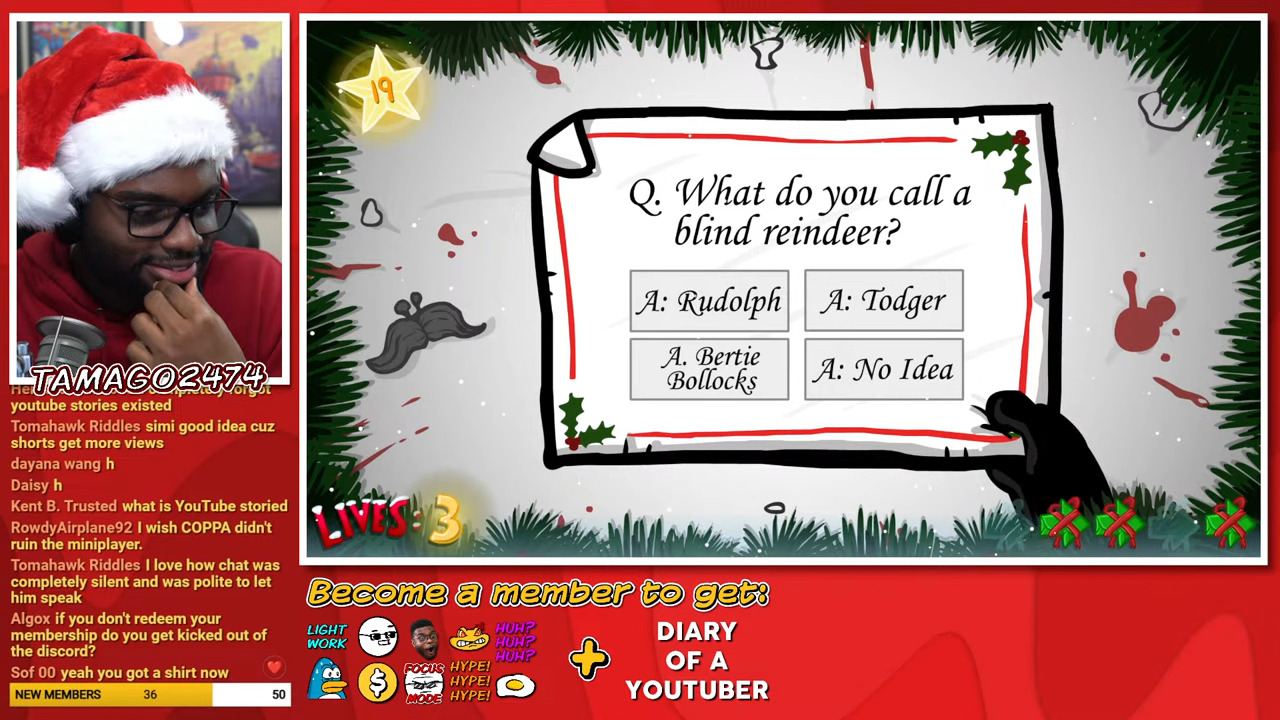 TAMAGO2474
youtube stories existed
Tomahawk Riddles simi good idea cuz
shorts get more views
dayana wang h
Daisy h
Kent B. Trusted what is YouTube storied
RowdyAirplane92 I wish COPPA didn't
ruin the miniplayer.
Tomahawk Riddles I love how chat was
completely silent and was polite to let
him speak
Algox if you don't redeem your
membership do you get kicked out of
the discord?
Sof 00 yeah you got a shirt now
NEW MEMBERS 36 50
19
Q. What do you call a
blind reindeer?
A: Rudolph
A: Todger
A. Bertie
Bollocks
A: No Idea
LIVES: 3
Become a member to get:
LIGHT
WORK
HUH?
HUH?
HUH?
FOCUS
MODE
HYPE!
HYPE!
HYPE!
$
+
DIARY
OF A
YOUTUBER